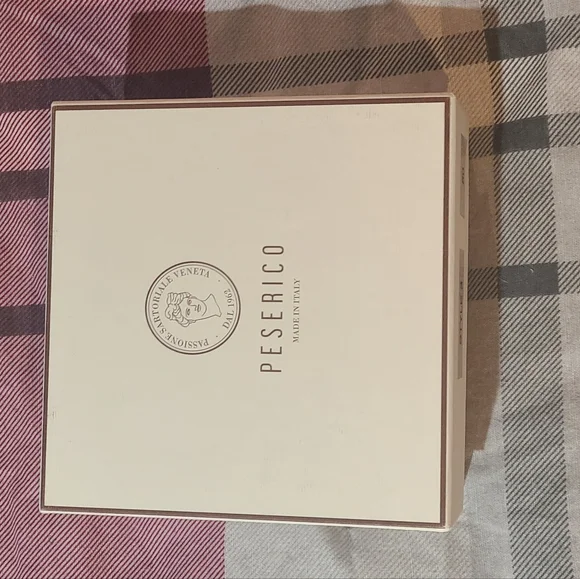 PASSIONE SARTORIALE VENETA
· DAL 1962 ·
PESERICO
MADE IN ITALY